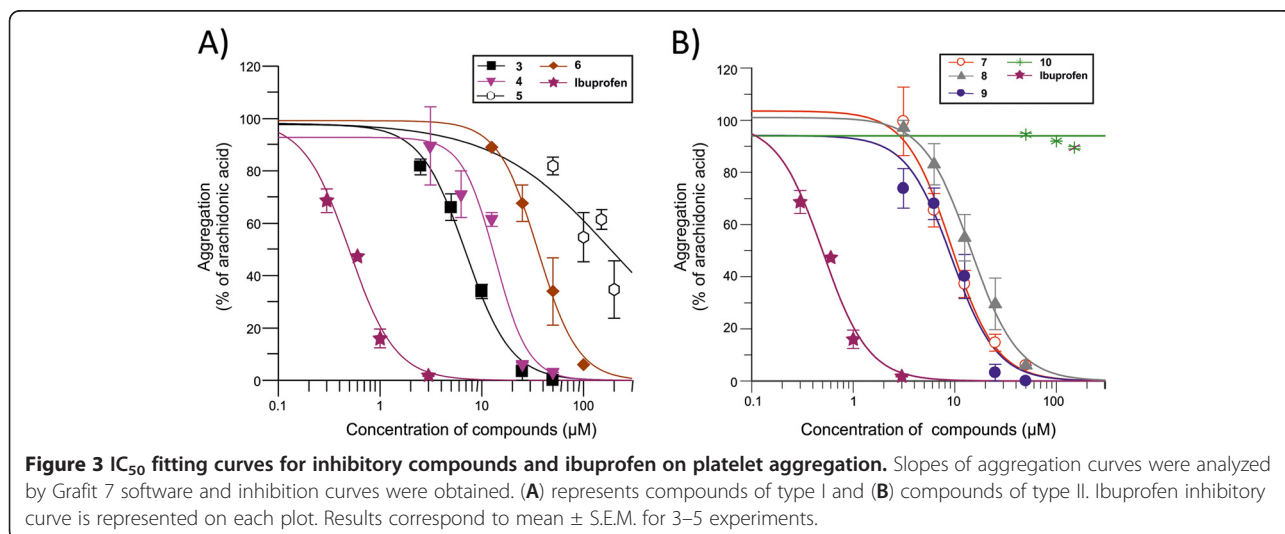 A)
3
4
5
6
Ibuprofen
Aggregation
(% of arachidonic acid)
120
100
80
60
40
20
0
0.1
1
10
100
Concentration of compounds (µM)
B)
7
8
9
10
Ibuprofen
Aggregation
(% of arachidonic acid)
120
100
80
60
40
20
0
0.1
1
10
100
Concentration of compounds (µM)
Figure 3 IC50 fitting curves for inhibitory compounds and ibuprofen on platelet aggregation. Slopes of aggregation curves were analyzed
by Grafit 7 software and inhibition curves were obtained. (A) represents compounds of type I and (B) compounds of type II. Ibuprofen inhibitory
curve is represented on each plot. Results correspond to mean ± S.E.M. for 3–5 experiments.